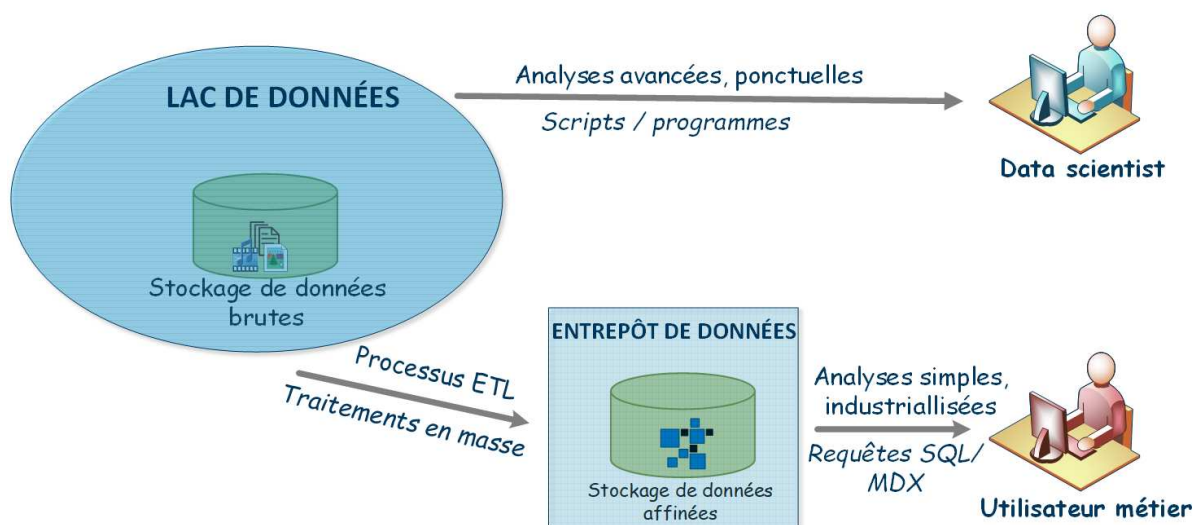 LAC DE DONNÉES
Stockage de données
brutes
Analyses avancées, ponctuelles
Scripts / programmes
Data scientist
Processus ETL
Traitements en masse
ENTREPÔT DE DONNÉES
Stockage de données
affinées
Analyses simples,
industriallisées
Requêtes SQL/
MDX
Utilisateur métier